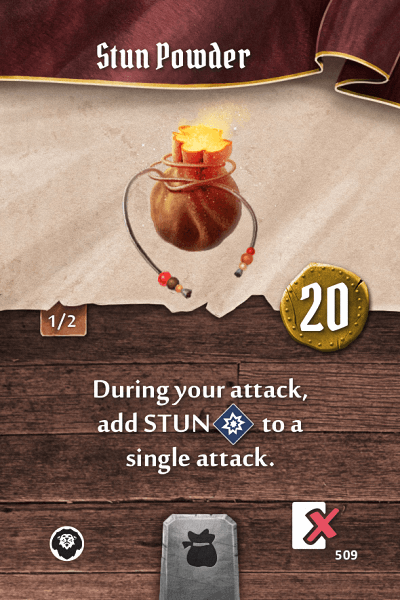 Stun Powder
1/2
20
During your attack,
add STUN to a
single attack.
509